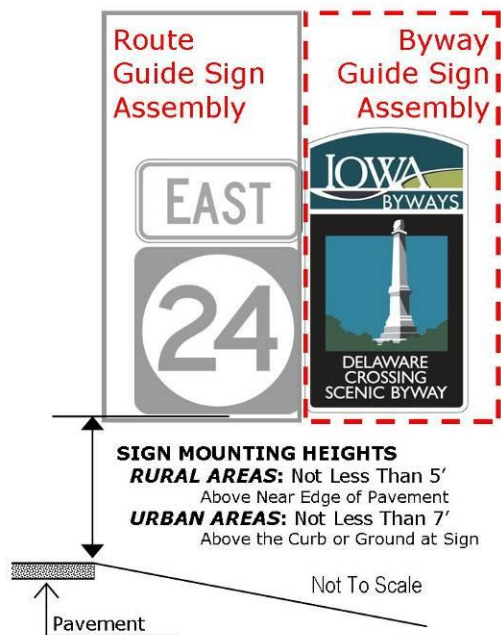 Route
Guide Sign
Assembly
Byway
Guide Sign
Assembly
EAST
24
IOWA
BYWAYS
DELAWARE
CROSSING
SCENIC BYWAY
SIGN MOUNTING HEIGHTS
RURAL AREAS: Not Less Than 5'
Above Near Edge of Pavement
URBAN AREAS: Not Less Than 7'
Above the Curb or Ground at Sign
Not To Scale
Pavement